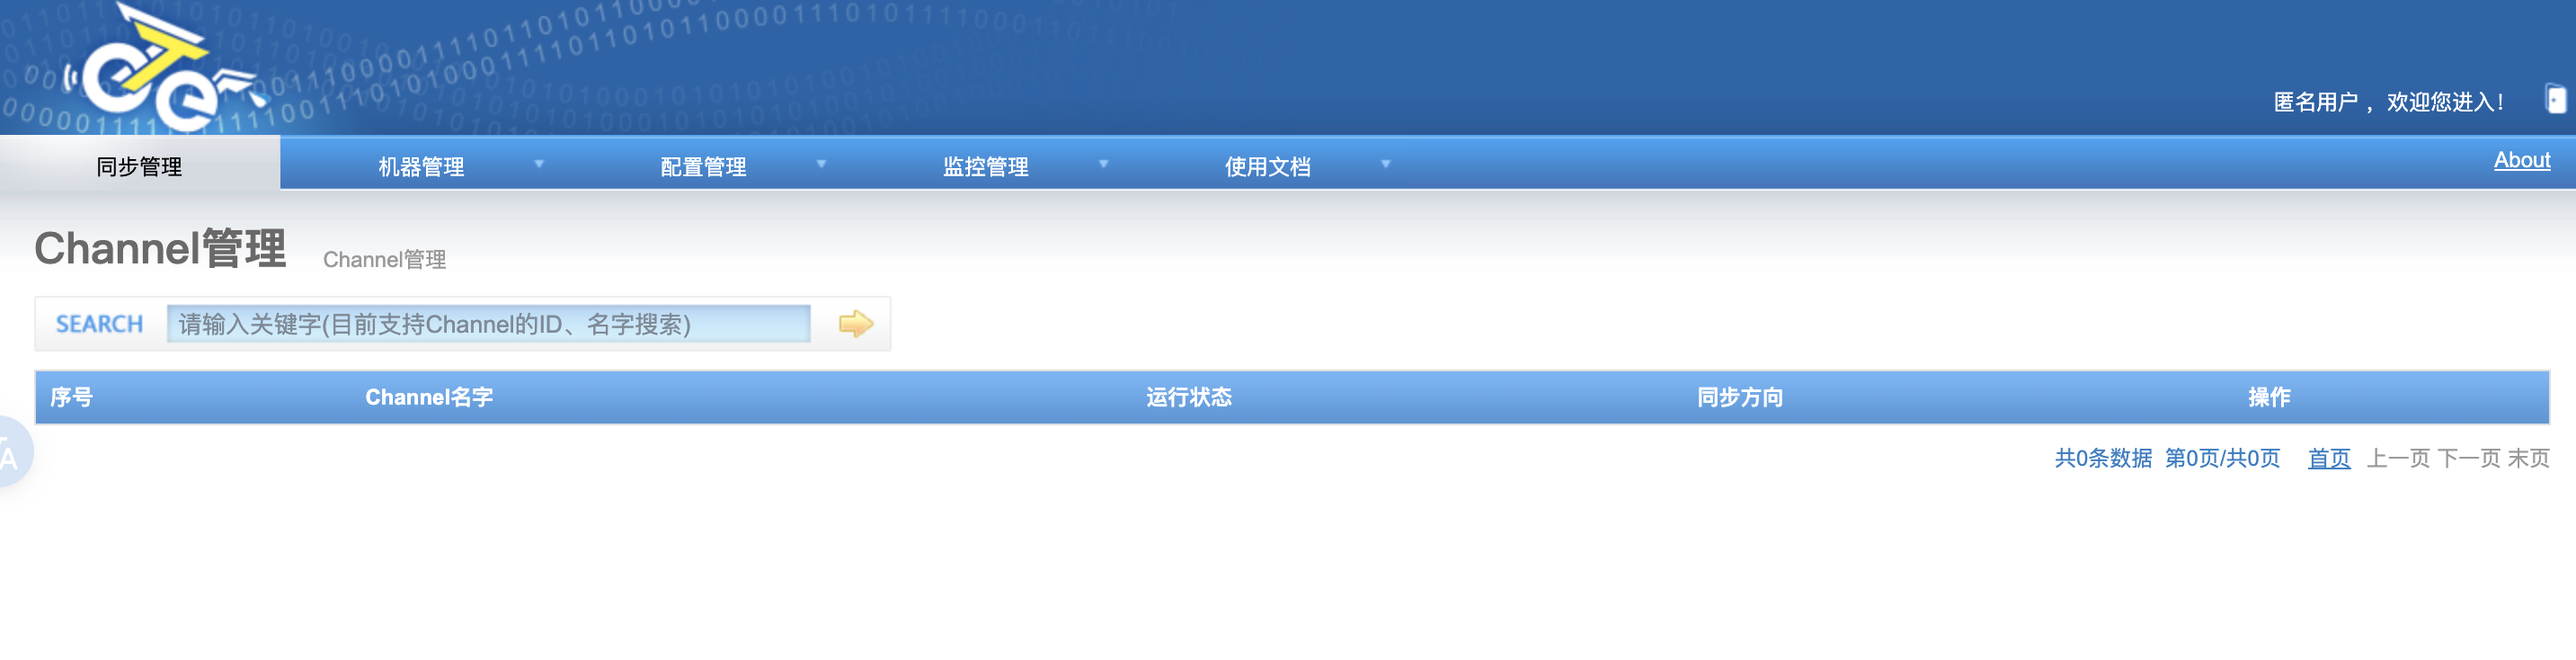 匿名用户 ，欢迎您进入！
同步管理 机器管理 配置管理 监控管理 使用文档 About
Channel管理 Channel管理
SEARCH 请输入关键字(目前支持Channel的ID、名字搜索)
序号 Channel名字 运行状态 同步方向 操作
共0条数据 第0页/共0页 首页 上一页 下一页 末页